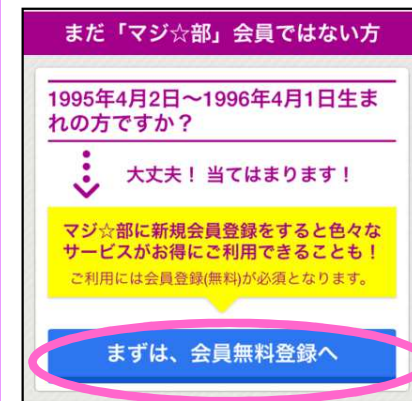 まだ「マジ☆部」会員ではない方
1995年4月2日～1996年4月1日生ま
れの方ですか？
大丈夫！ 当てはまります！
マジ☆部に新規会員登録をすると色々な
サービスがお得にご利用できることも！
ご利用には会員登録(無料)が必須となります。
まずは、会員無料登録へ